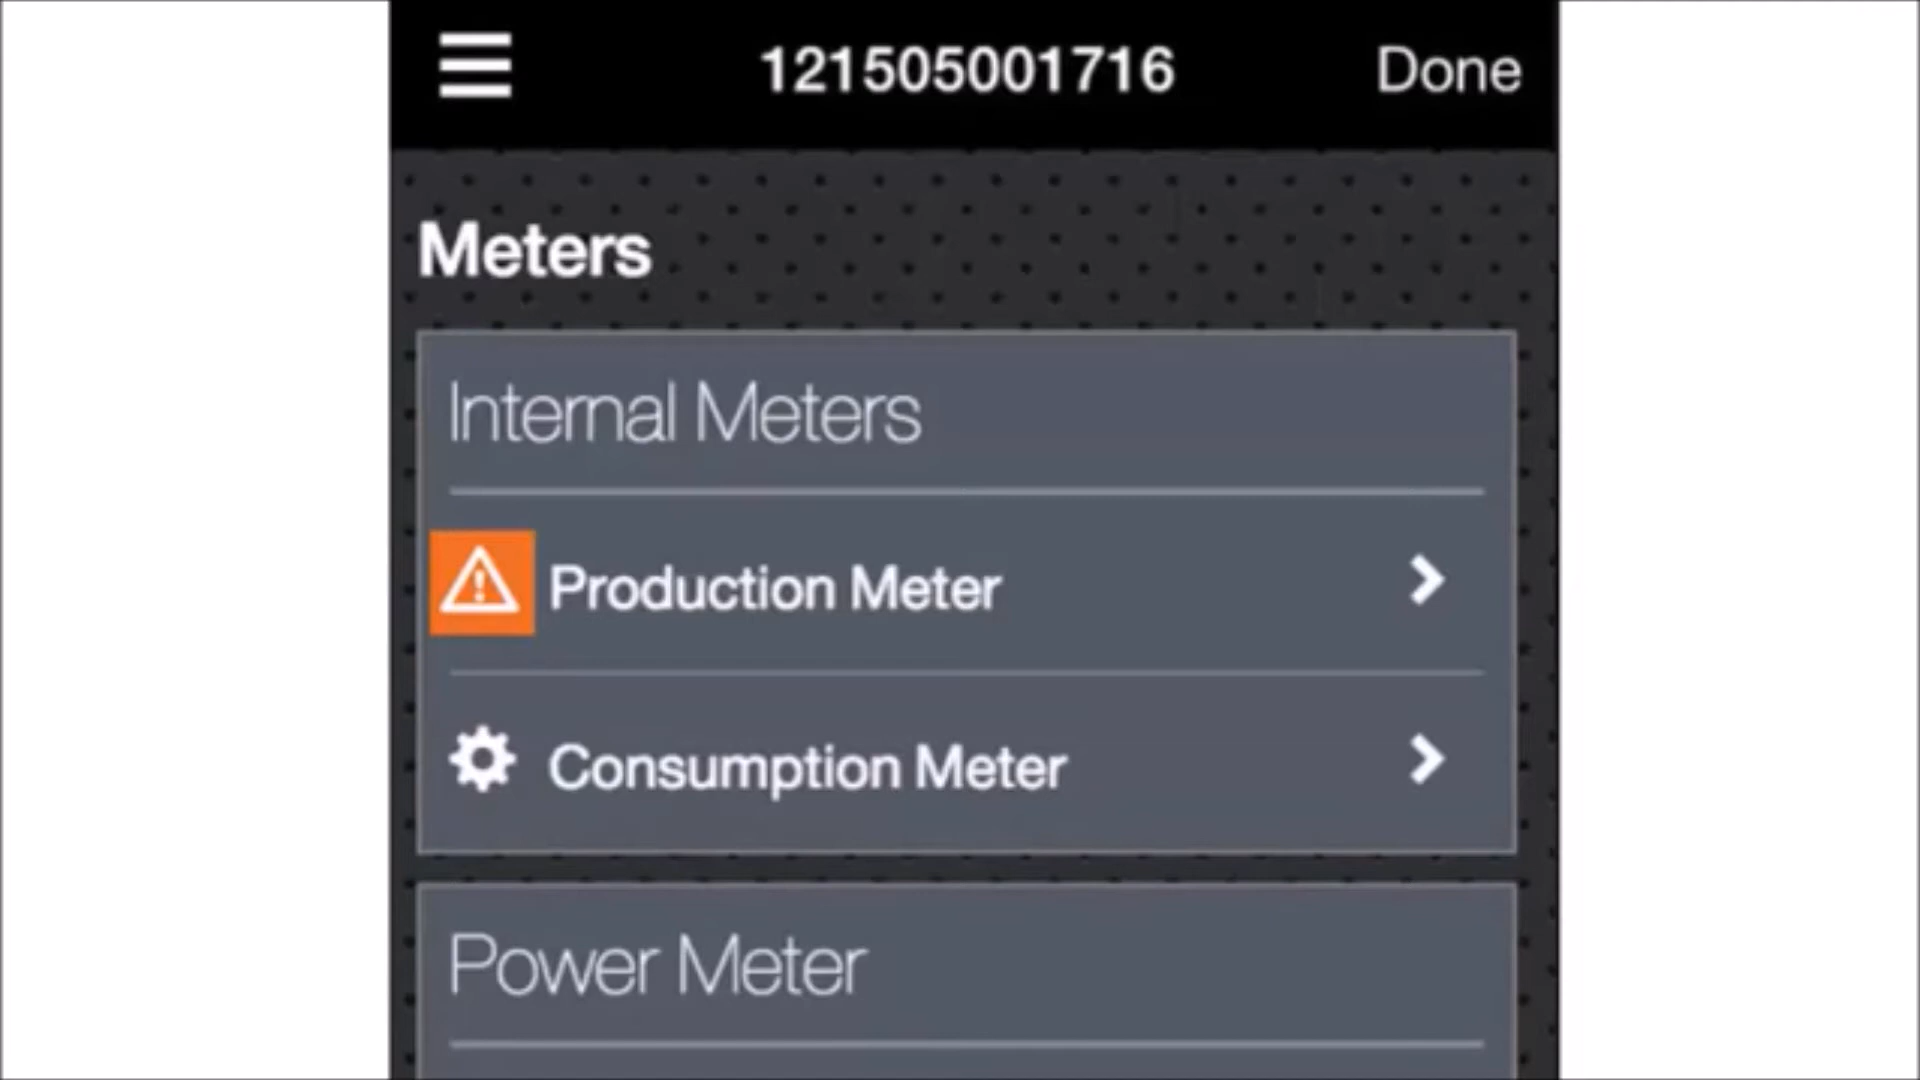 121505001716
Done
Meters
Internal Meters
Production Meter
Consumption Meter
Power Meter